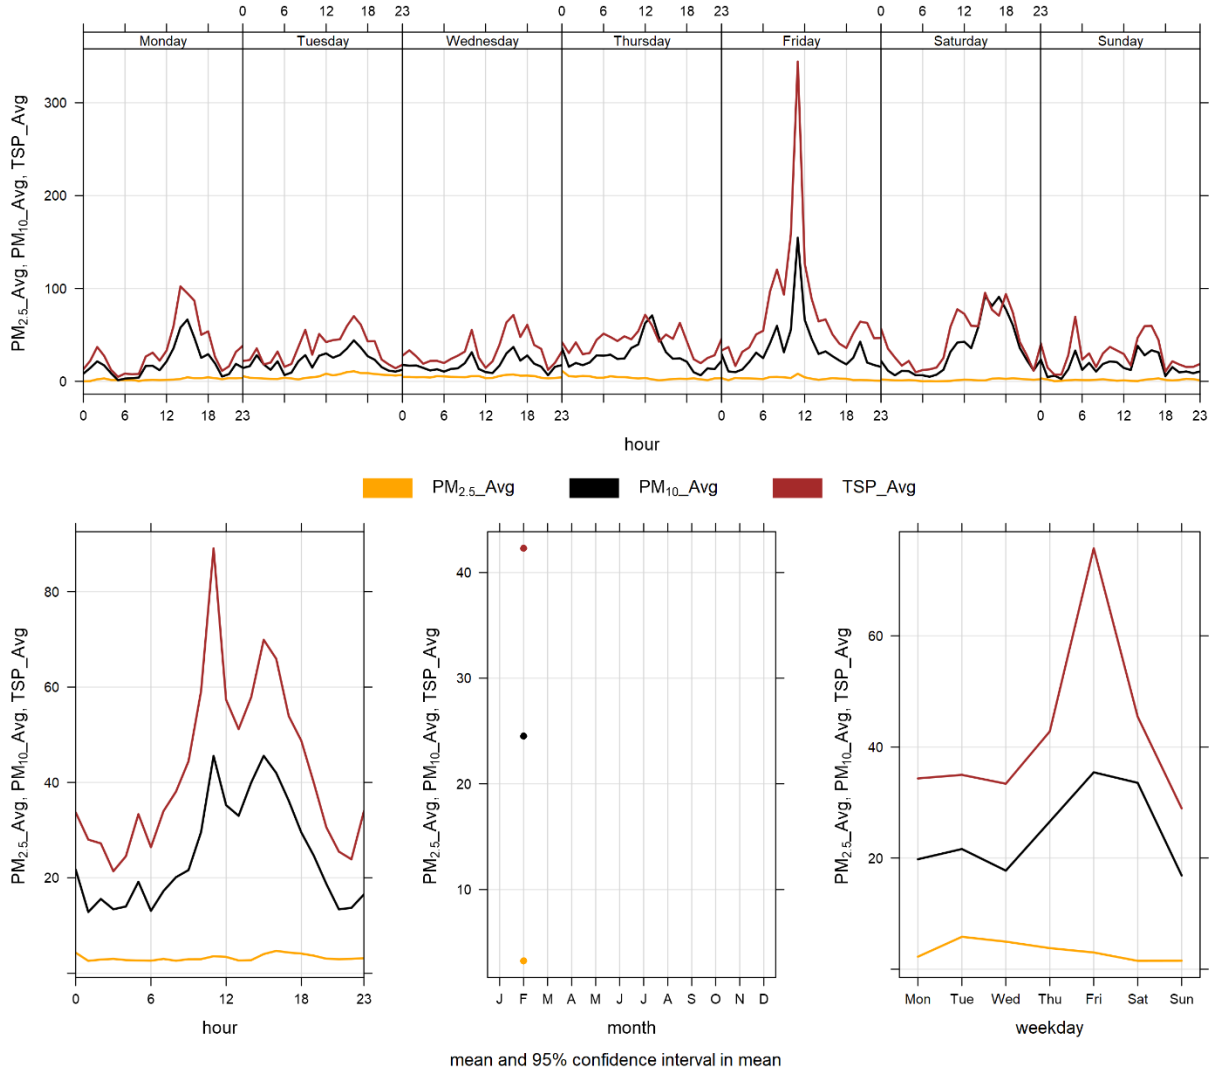 0 6 12 18 23 0 6 12 18 23 0 6 12 18 23
Monday Tuesday Wednesday Thursday Friday Saturday Sunday
PM2.5_Avg, PM10_Avg, TSP_Avg
300
200
100
0
0 6 12 18 23 0 6 12 18 23 0 6 12 18 23 0 6 12 18 23
hour
PM2.5_Avg PM10_Avg TSP_Avg
PM2.5_Avg, PM10_Avg, TSP_Avg
80
60
40
20
0 6 12 18 23
hour
PM2.5_Avg, PM10_Avg, TSP_Avg
40
30
20
10
J F M A M J J A S O N D
month
PM2.5_Avg, PM10_Avg, TSP_Avg
60
40
20
Mon Tue Wed Thu Fri Sat Sun
weekday
mean and 95% confidence interval in mean